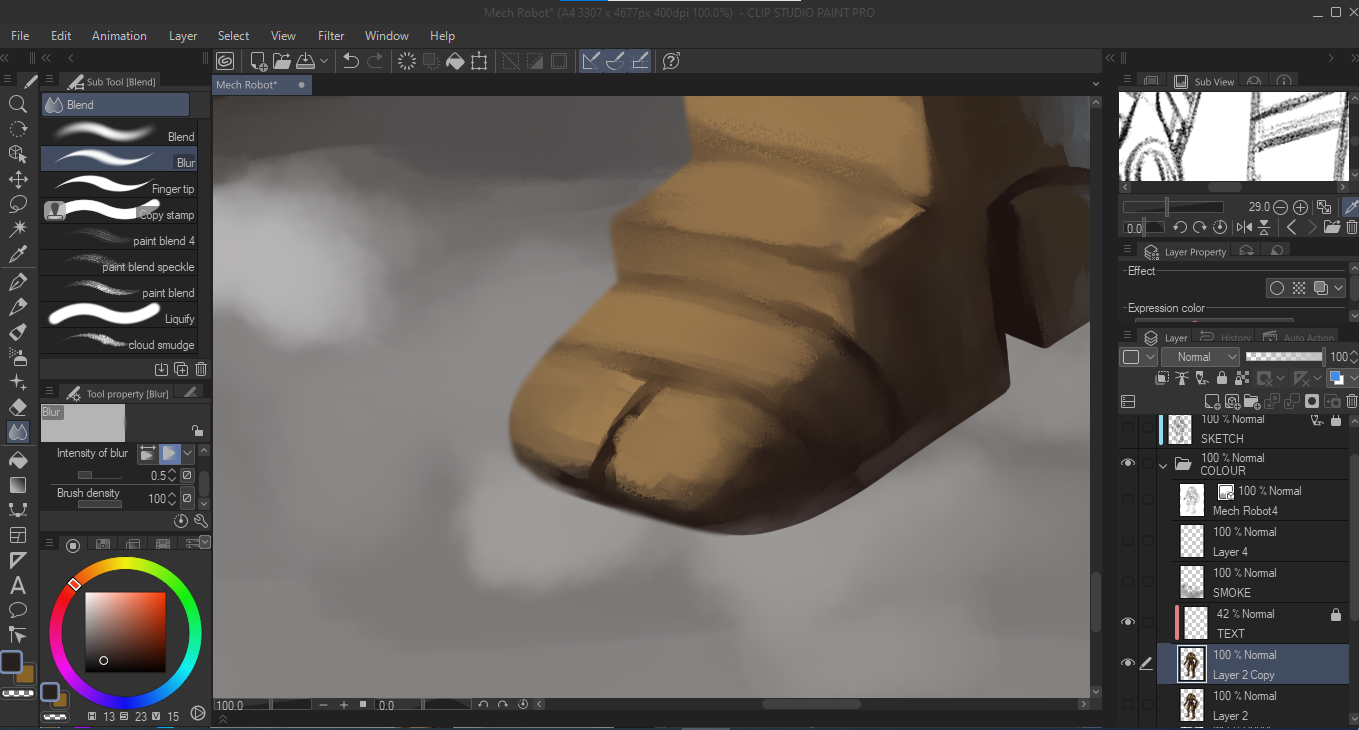 Mech Robot* (A4 3307 x 4677px 400dpi 100.0%) - CLIP STUDIO PAINT PRO
File Edit Animation Layer Select View Filter Window Help
Sub Tool [Blend]
Blend
Blend
Blur
Finger tip
Copy stamp
paint blend 4
paint blend speckle
paint blend
Liquify
cloud smudge
Tool property [Blur]
Blur
Intensity of blur
0.5
Brush density
100
13 23 15
Mech Robot*
100.0
0.0
Sub View
29.0
0.0
Layer Property
Effect
Expression color
Layer History Auto Action
Normal 100
100 % Normal
SKETCH
100 % Normal
COLOUR
100 % Normal
Mech Robot4
100 % Normal
Layer 4
100 % Normal
SMOKE
42 % Normal
TEXT
100 % Normal
Layer 2 Copy
100 % Normal
Layer 2